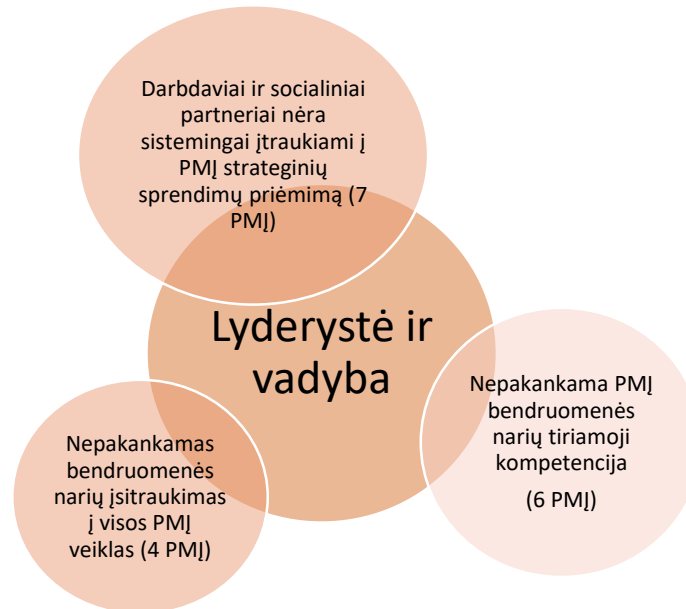 Darbdaviai ir socialiniai
partneriai nėra
sistemingai įtraukiami į
PMĮ strateginių
sprendimų priėmimą (7
PMĮ)
Lyderystė ir
vadyba
Nepakankama PMĮ
bendruomenės
narių tiriamoji
kompetencija
(6 PMĮ)
Nepakankamas
bendruomenės
narių įsitraukimas
į visos PMĮ
veiklas (4 PMĮ)